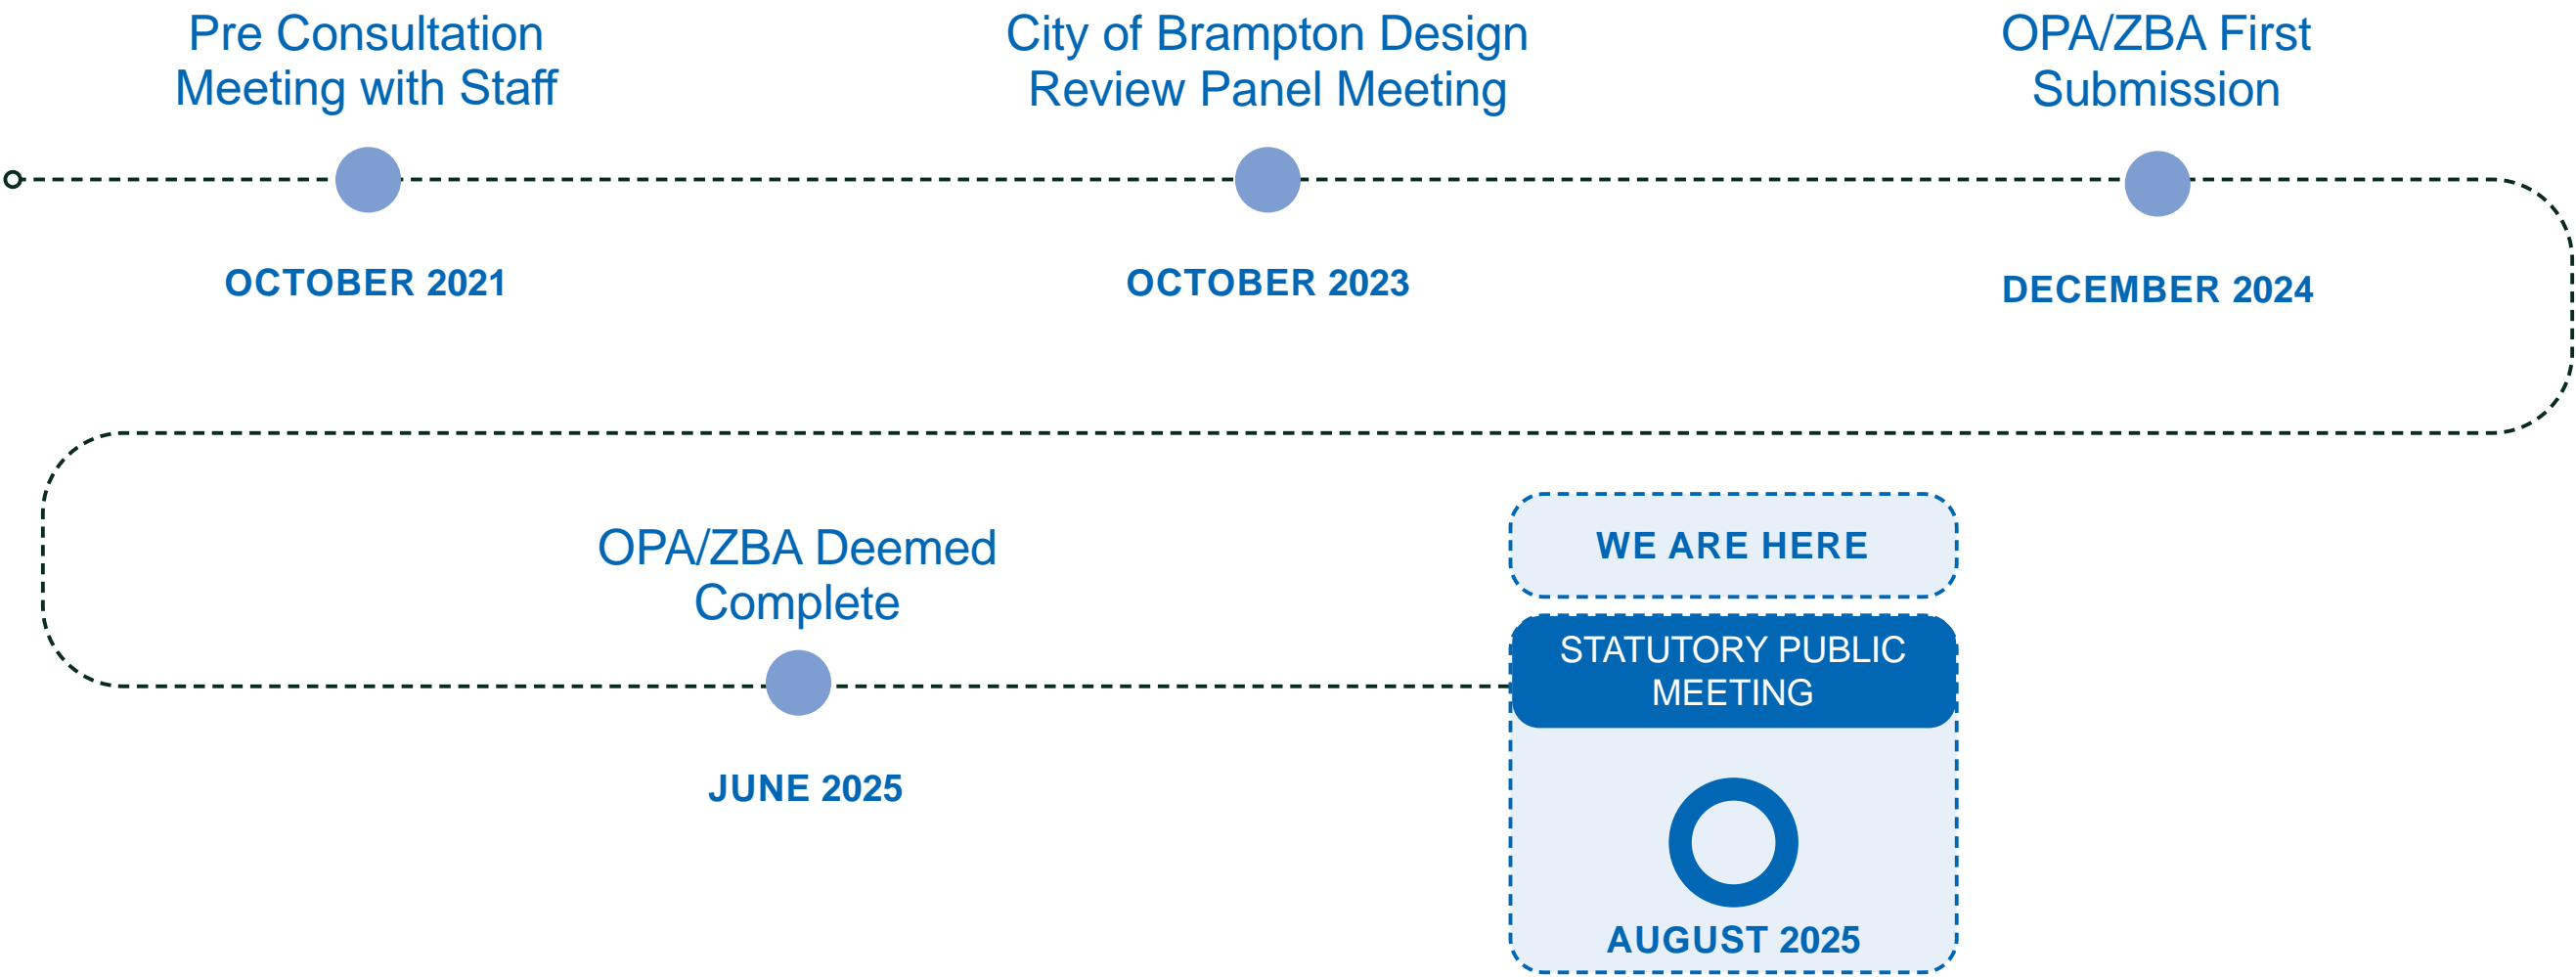 Pre Consultation
Meeting with Staff
OCTOBER 2021
City of Brampton Design
Review Panel Meeting
OCTOBER 2023
OPA/ZBA First
Submission
DECEMBER 2024
OPA/ZBA Deemed
Complete
JUNE 2025
WE ARE HERE
STATUTORY PUBLIC
MEETING
AUGUST 2025